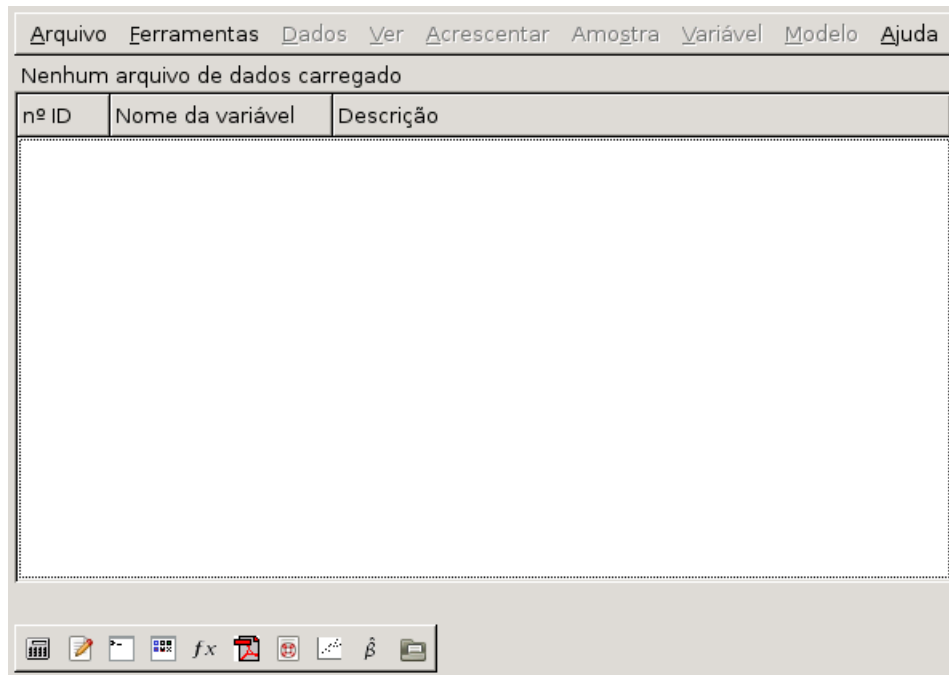 Arquivo Ferramentas Dados Ver Acrescentar Amostra Variável Modelo Ajuda
Nenhum arquivo de dados carregado
nº ID Nome da variável Descrição
fx β̂